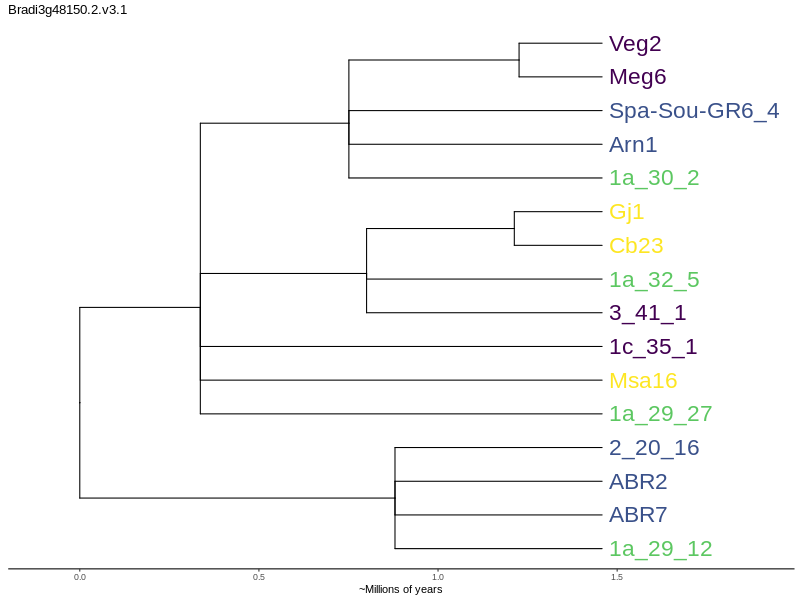 Bradi3g48150.2.v3.1
Veg2
Meg6
Spa-Sou-GR6_4
Arn1
1a_30_2
Gj1
Cb23
1a_32_5
3_41_1
1c_35_1
Msa16
1a_29_27
2_20_16
ABR2
ABR7
1a_29_12
0.0 0.5 1.0 1.5
~Millions of years